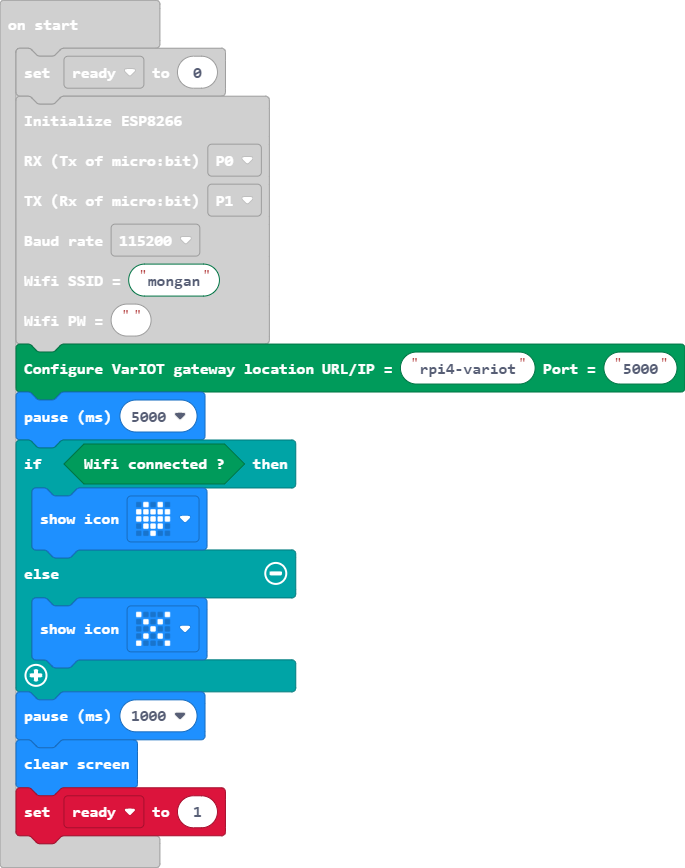 on start
set ready to 0
Initialize ESP8266
RX (Tx of micro:bit) P0
TX (Rx of micro:bit) P1
Baud rate 115200
Wifi SSID = "mongan"
Wifi PW = " "
Configure VarIOT gateway location URL/IP = "rpi4-variot" Port = "5000"
pause (ms) 5000
if Wifi connected ? then
show icon
else
show icon
pause (ms) 1000
clear screen
set ready to 1